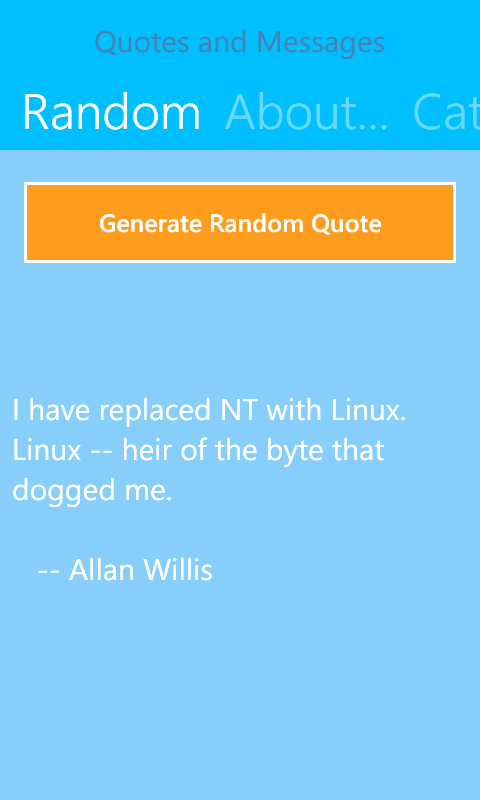 Quotes and Messages
Random About... Cat
Generate Random Quote
I have replaced NT with Linux.
Linux -- heir of the byte that
dogged me.
-- Allan Willis